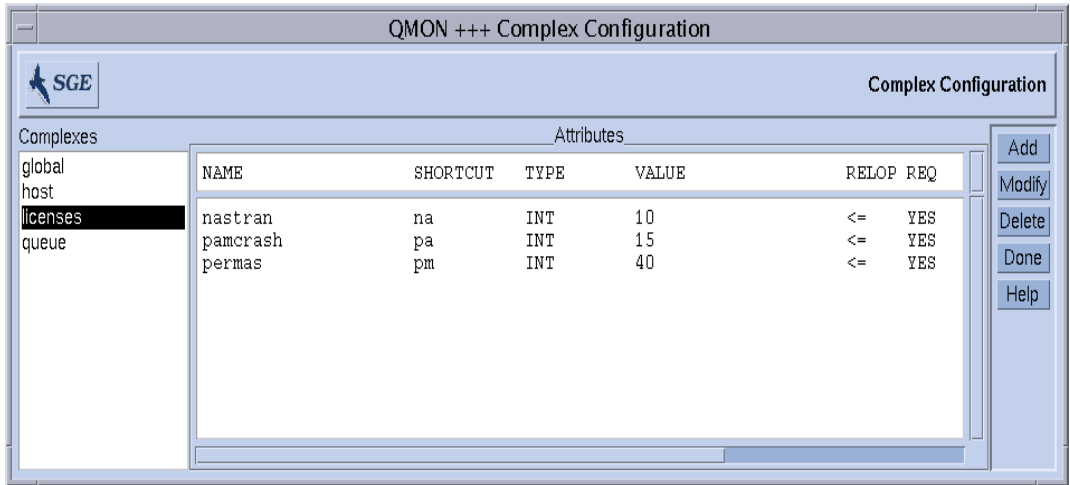 QMON +++ Complex Configuration
SGE
Complex Configuration
Complexes
global
host
licenses
queue
Attributes
NAME SHORTCUT TYPE VALUE RELOP REQ
nastran na INT 10 <= YES
pamcrash pa INT 15 <= YES
permas pm INT 40 <= YES
Add
Modify
Delete
Done
Help